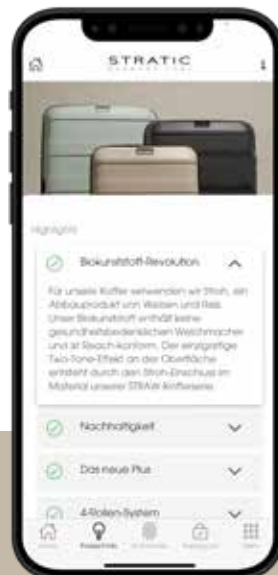 STRATIC
Highlights
Biokunststoff-Revolution
Für unsere Koffer verwenden wir Stroh, ein
Abbauprodukt von Weizen und Reis.
Unser Biokunststoff enthält keine
gesundheitsbedenklichen Weichmacher
und ist Reach-konform. Der einzigartige
Two-Tone-Effekt an der Oberfläche
entsteht durch den Stroh-Einschluss im
Material unserer STRAW Kofferserie.
Nachhaltigkeit
Das neue Plus
4-Rollen-System